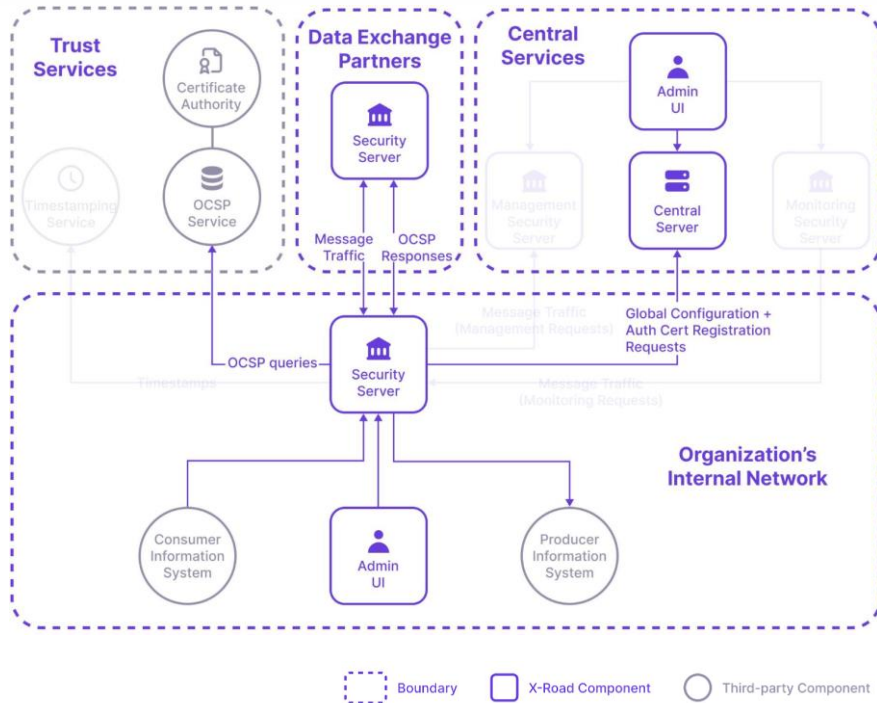 Trust
Services
Certificate
Authority
Timestamping
Service
OCSP
Service
Data Exchange
Partners
Security
Server
Message
Traffic
OCSP
Responses
Central
Services
Admin
UI
Management
Security
Server
Central
Server
Monitoring
Security
Server
Message Traffic
(Management Requests)
Global Configuration +
Auth Cert Registration
Requests
OCSP queries
Timestamps
Security
Server
Message Traffic
(Monitoring Requests)
Organization's
Internal Network
Consumer
Information
System
Admin
UI
Producer
Information
System
Boundary
X-Road Component
Third-party Component